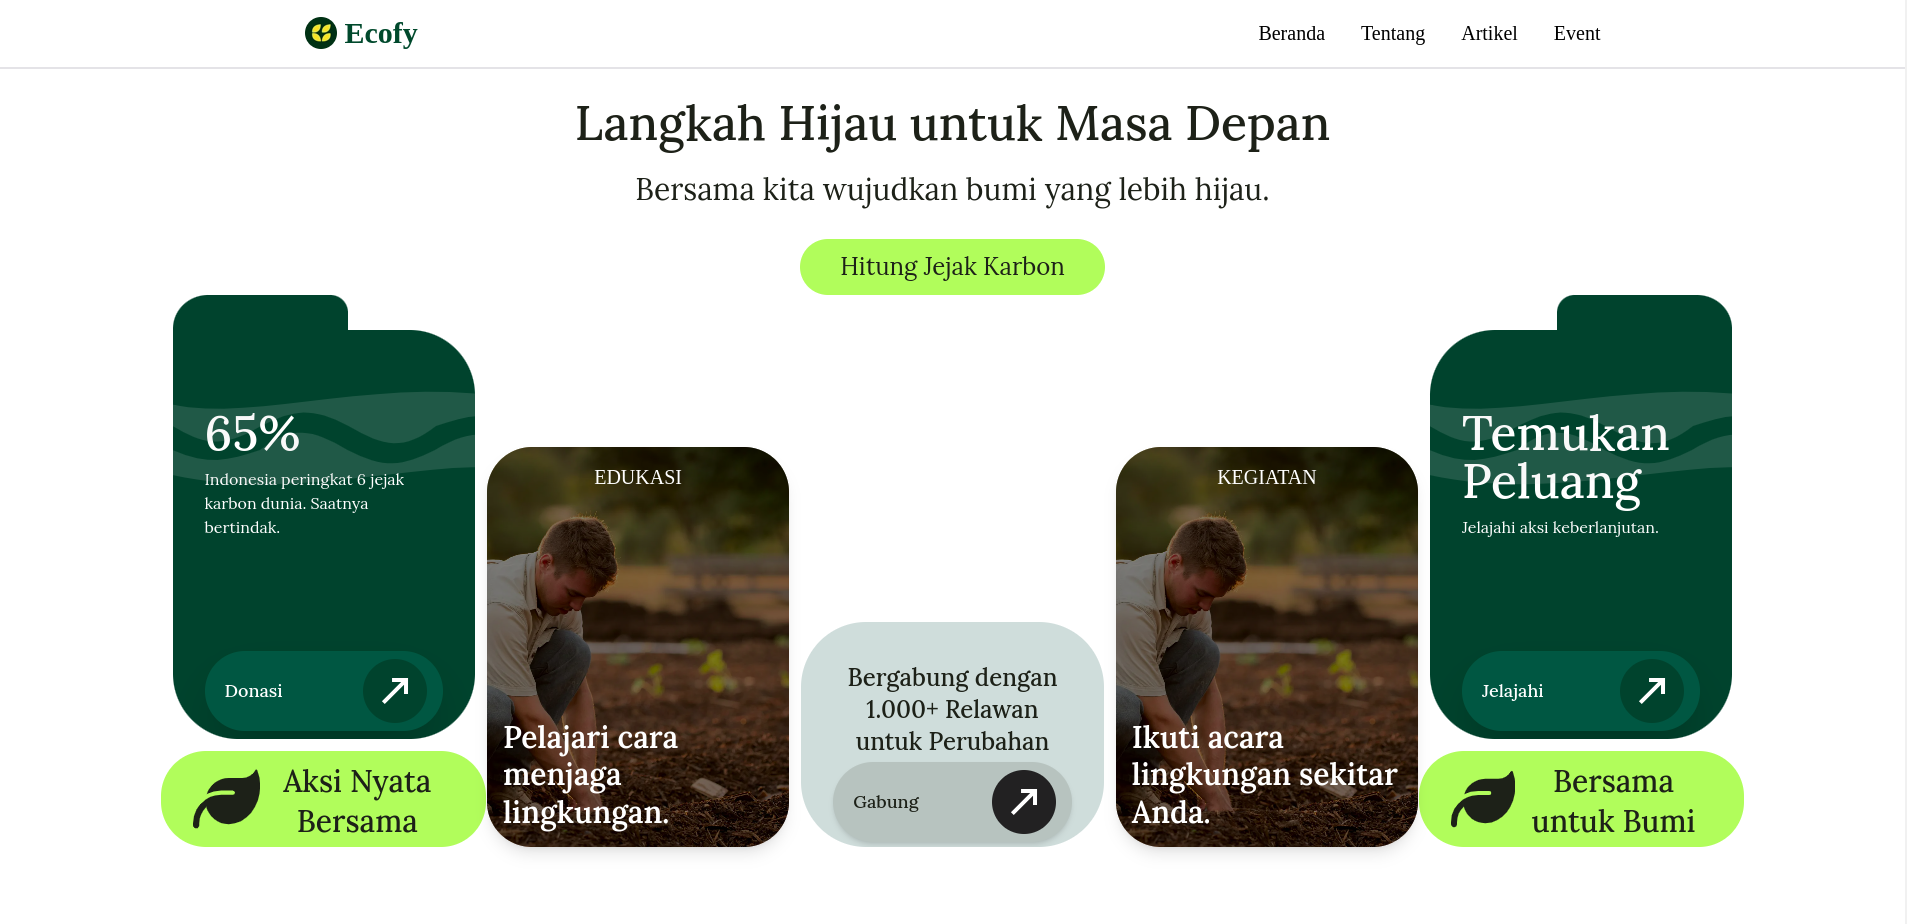 Ecofy
Beranda
Tentang
Artikel
Event
Langkah Hijau untuk Masa Depan
Bersama kita wujudkan bumi yang lebih hijau.
Hitung Jejak Karbon
65%
Indonesia peringkat 6 jejak
karbon dunia. Saatnya
bertindak.
Donasi
Aksi Nyata
Bersama
EDUKASI
Pelajari cara
menjaga
lingkungan.
Bergabung dengan
1.000+ Relawan
untuk Perubahan
Gabung
KEGIATAN
Ikuti acara
lingkungan sekitar
Anda.
Temukan
Peluang
Jelajahi aksi keberlanjutan.
Jelajahi
Bersama
untuk Bumi